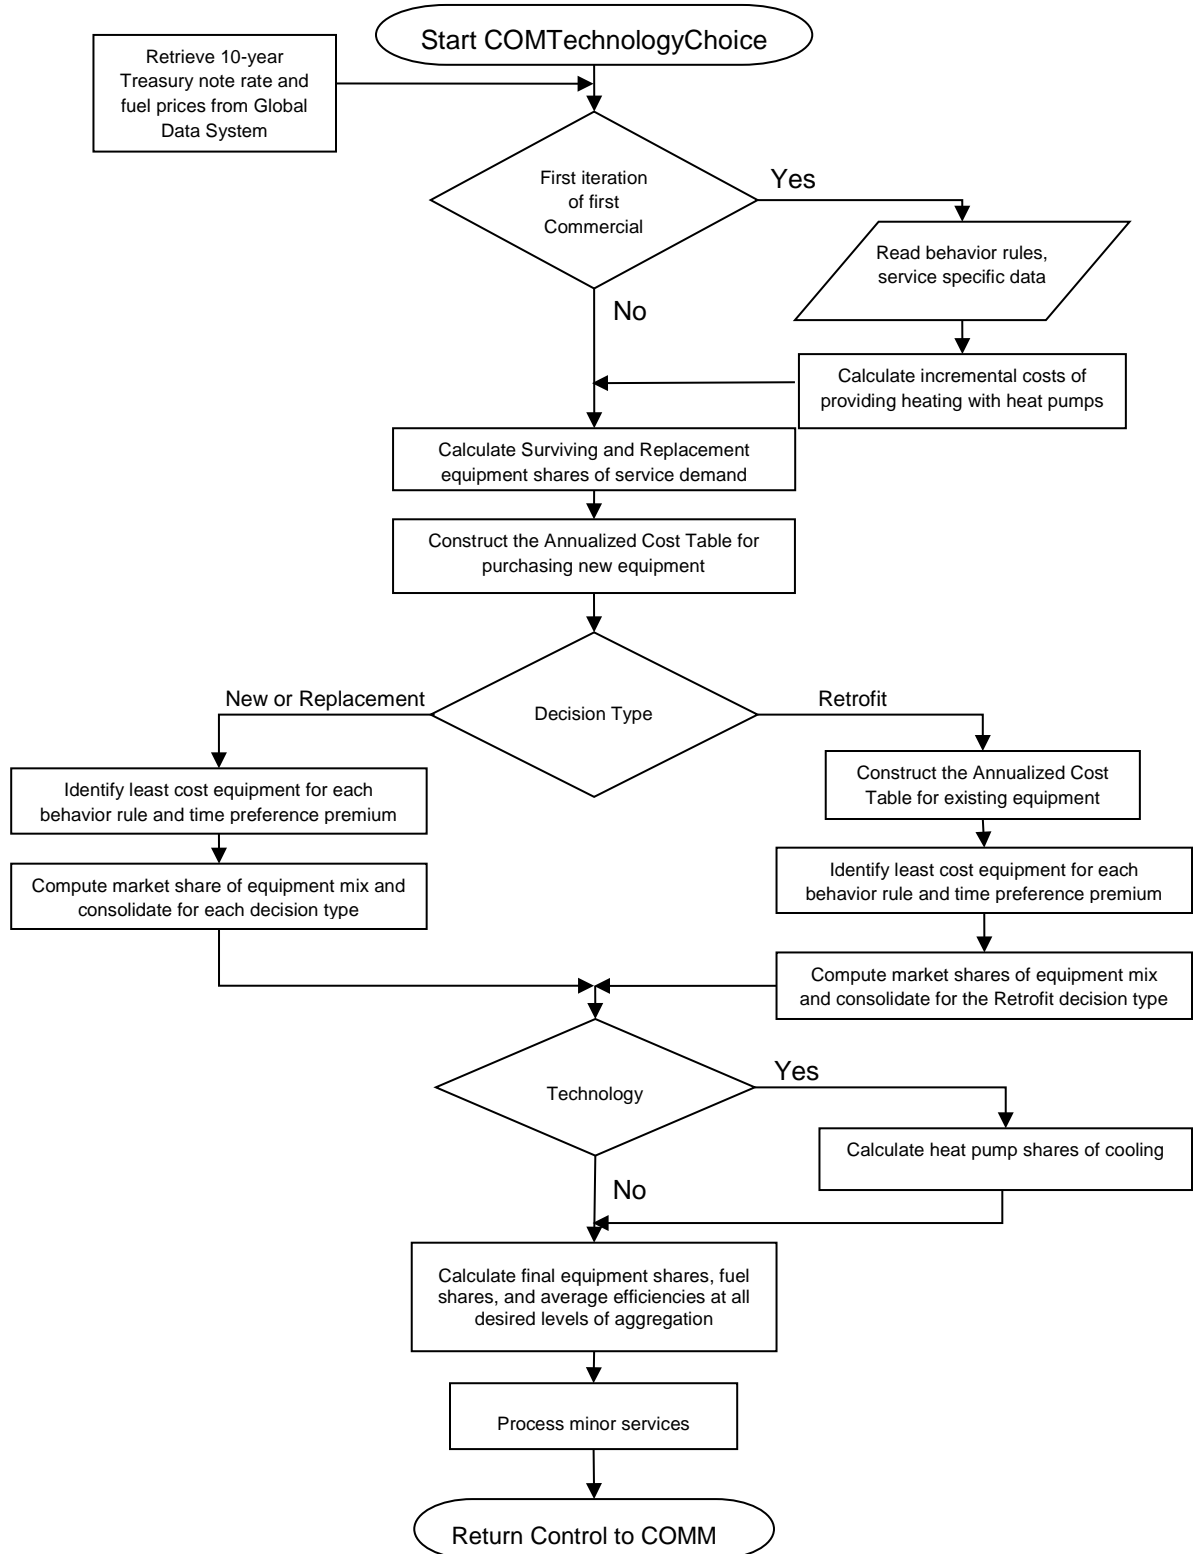 Start COMTechnologyChoice
Retrieve 10-year
Treasury note rate and
fuel prices from Global
Data System
First iteration
of first
Commercial
Yes
Read behavior rules,
service specific data
No
Calculate incremental costs of
providing heating with heat pumps
Calculate Surviving and Replacement
equipment shares of service demand
Construct the Annualized Cost Table for
purchasing new equipment
Decision Type
New or Replacement
Retrofit
Identify least cost equipment for each
behavior rule and time preference premium
Compute market share of equipment mix and
consolidate for each decision type
Construct the Annualized Cost
Table for existing equipment
Identify least cost equipment for each
behavior rule and time preference premium
Compute market shares of equipment mix
and consolidate for the Retrofit decision type
Technology
Yes
Calculate heat pump shares of cooling
No
Calculate final equipment shares, fuel
shares, and average efficiencies at all
desired levels of aggregation
Process minor services
Return Control to COMM